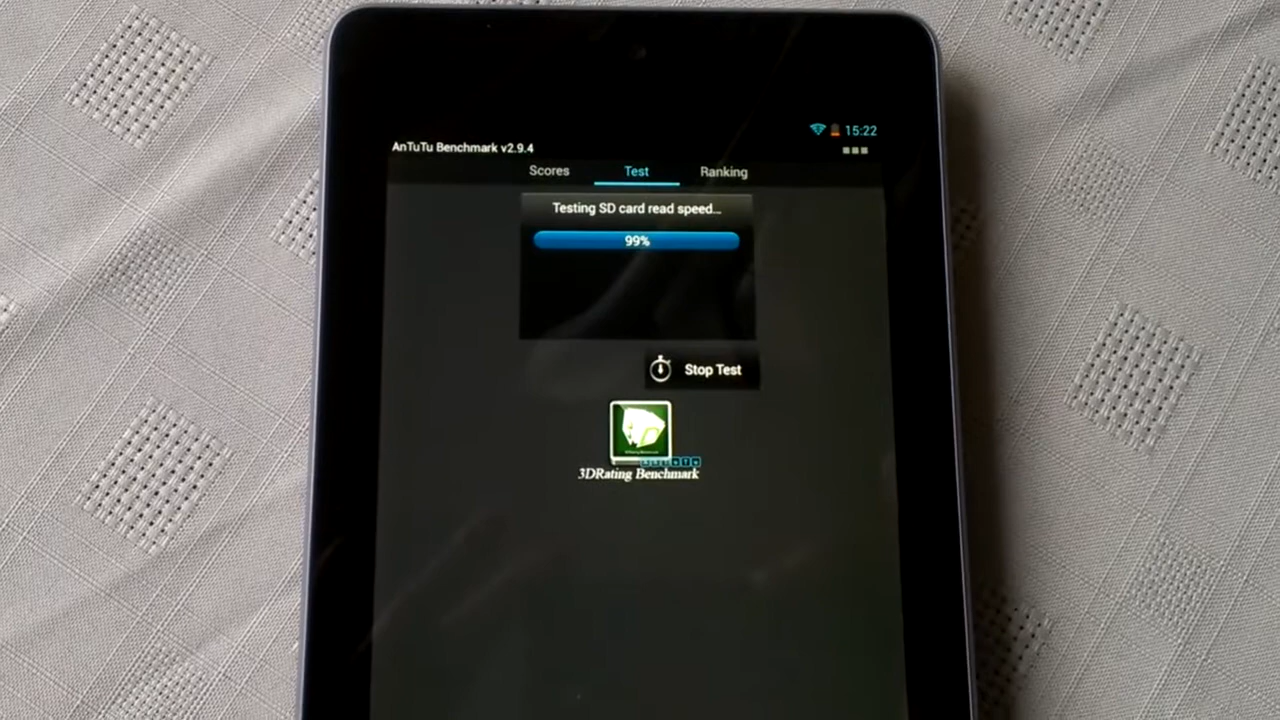 15:22
AnTuTu Benchmark v2.9.4
Scores Test Ranking
Testing SD card read speed...
99%
Stop Test
3DRating Benchmark